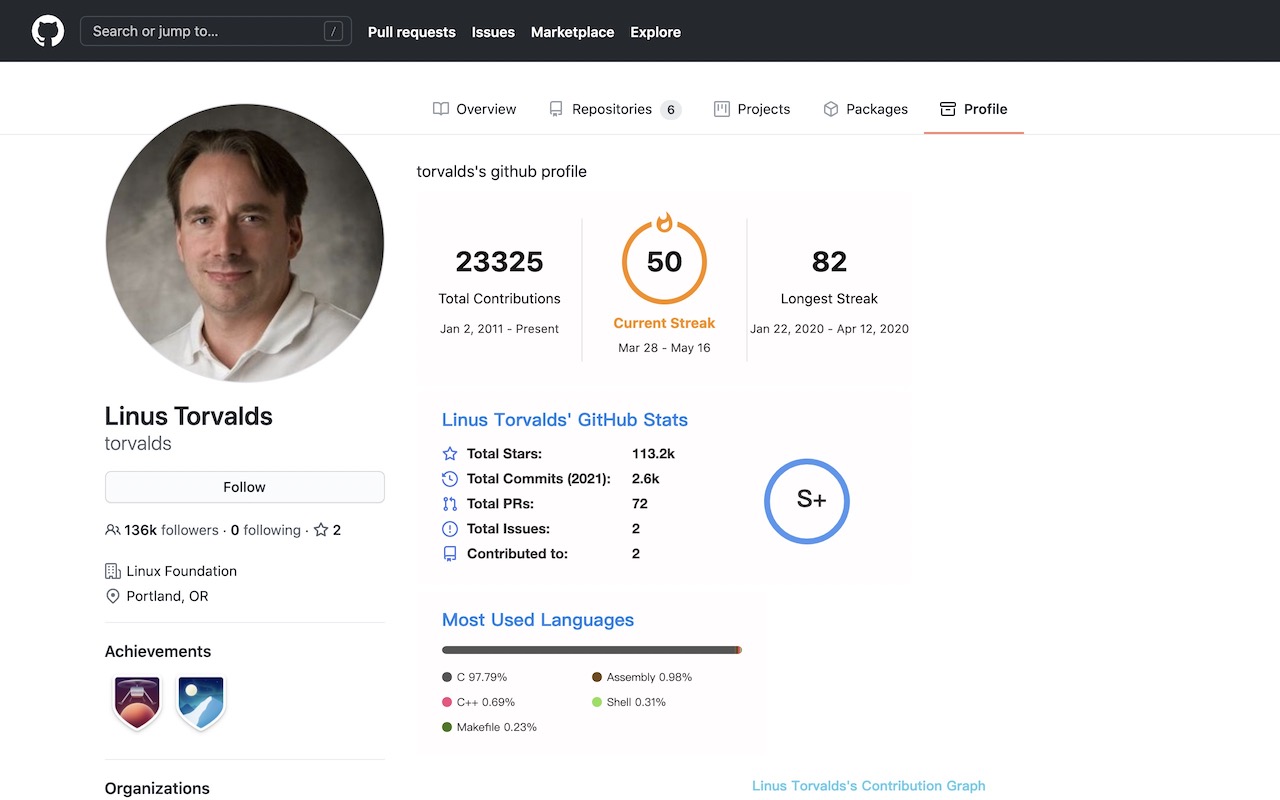 Search or jump to... /
Pull requests Issues Marketplace Explore
Overview Repositories 6 Projects Packages Profile
Linus Torvalds
torvalds
Follow
136k followers · 0 following · 2
Linux Foundation
Portland, OR
Achievements
Organizations
torvalds's github profile
23325
Total Contributions
Jan 2, 2011 - Present
50
Current Streak
Mar 28 - May 16
82
Longest Streak
Jan 22, 2020 - Apr 12, 2020
Linus Torvalds' GitHub Stats
Total Stars: 113.2k
Total Commits (2021): 2.6k
Total PRs: 72
Total Issues: 2
Contributed to: 2
S+
Most Used Languages
C 97.79% Assembly 0.98%
C++ 0.69% Shell 0.31%
Makefile 0.23%
Linus Torvalds's Contribution Graph